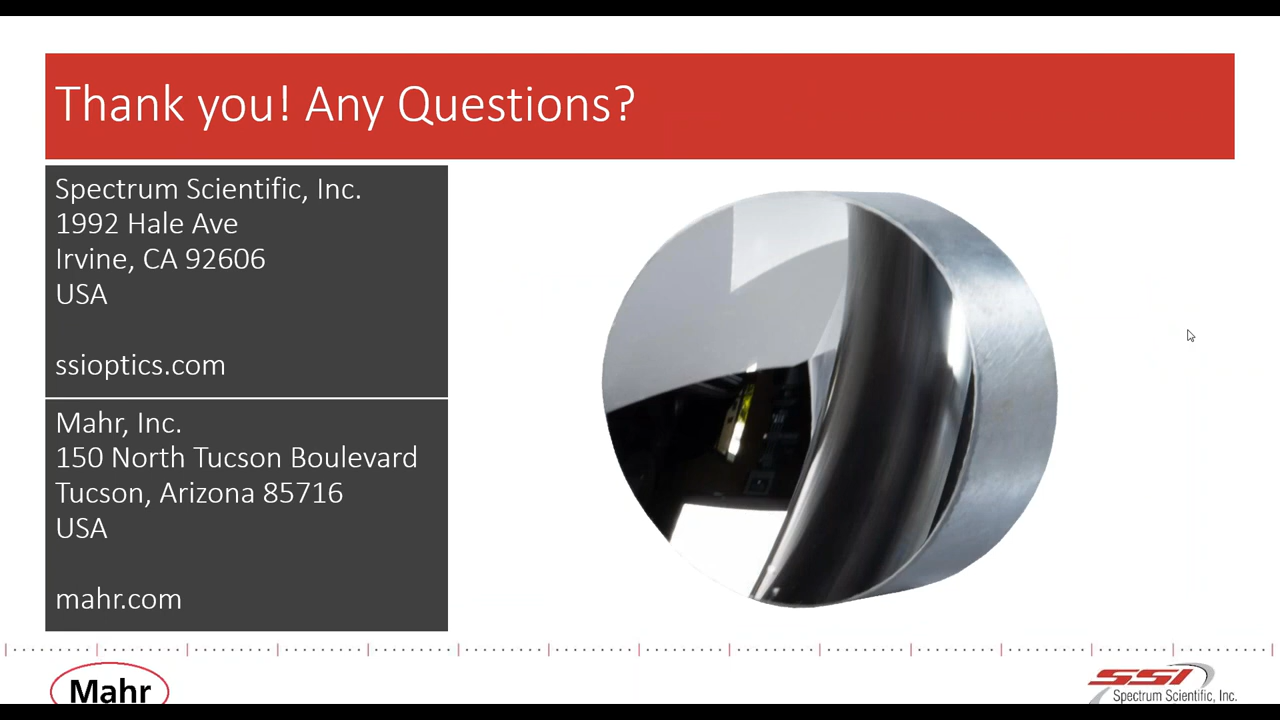 Thank you! Any Questions?
Spectrum Scientific, Inc.
1992 Hale Ave
Irvine, CA 92606
USA
ssioptics.com
Mahr, Inc.
150 North Tucson Boulevard
Tucson, Arizona 85716
USA
mahr.com
Mahr
SSI
Spectrum Scientific, Inc.